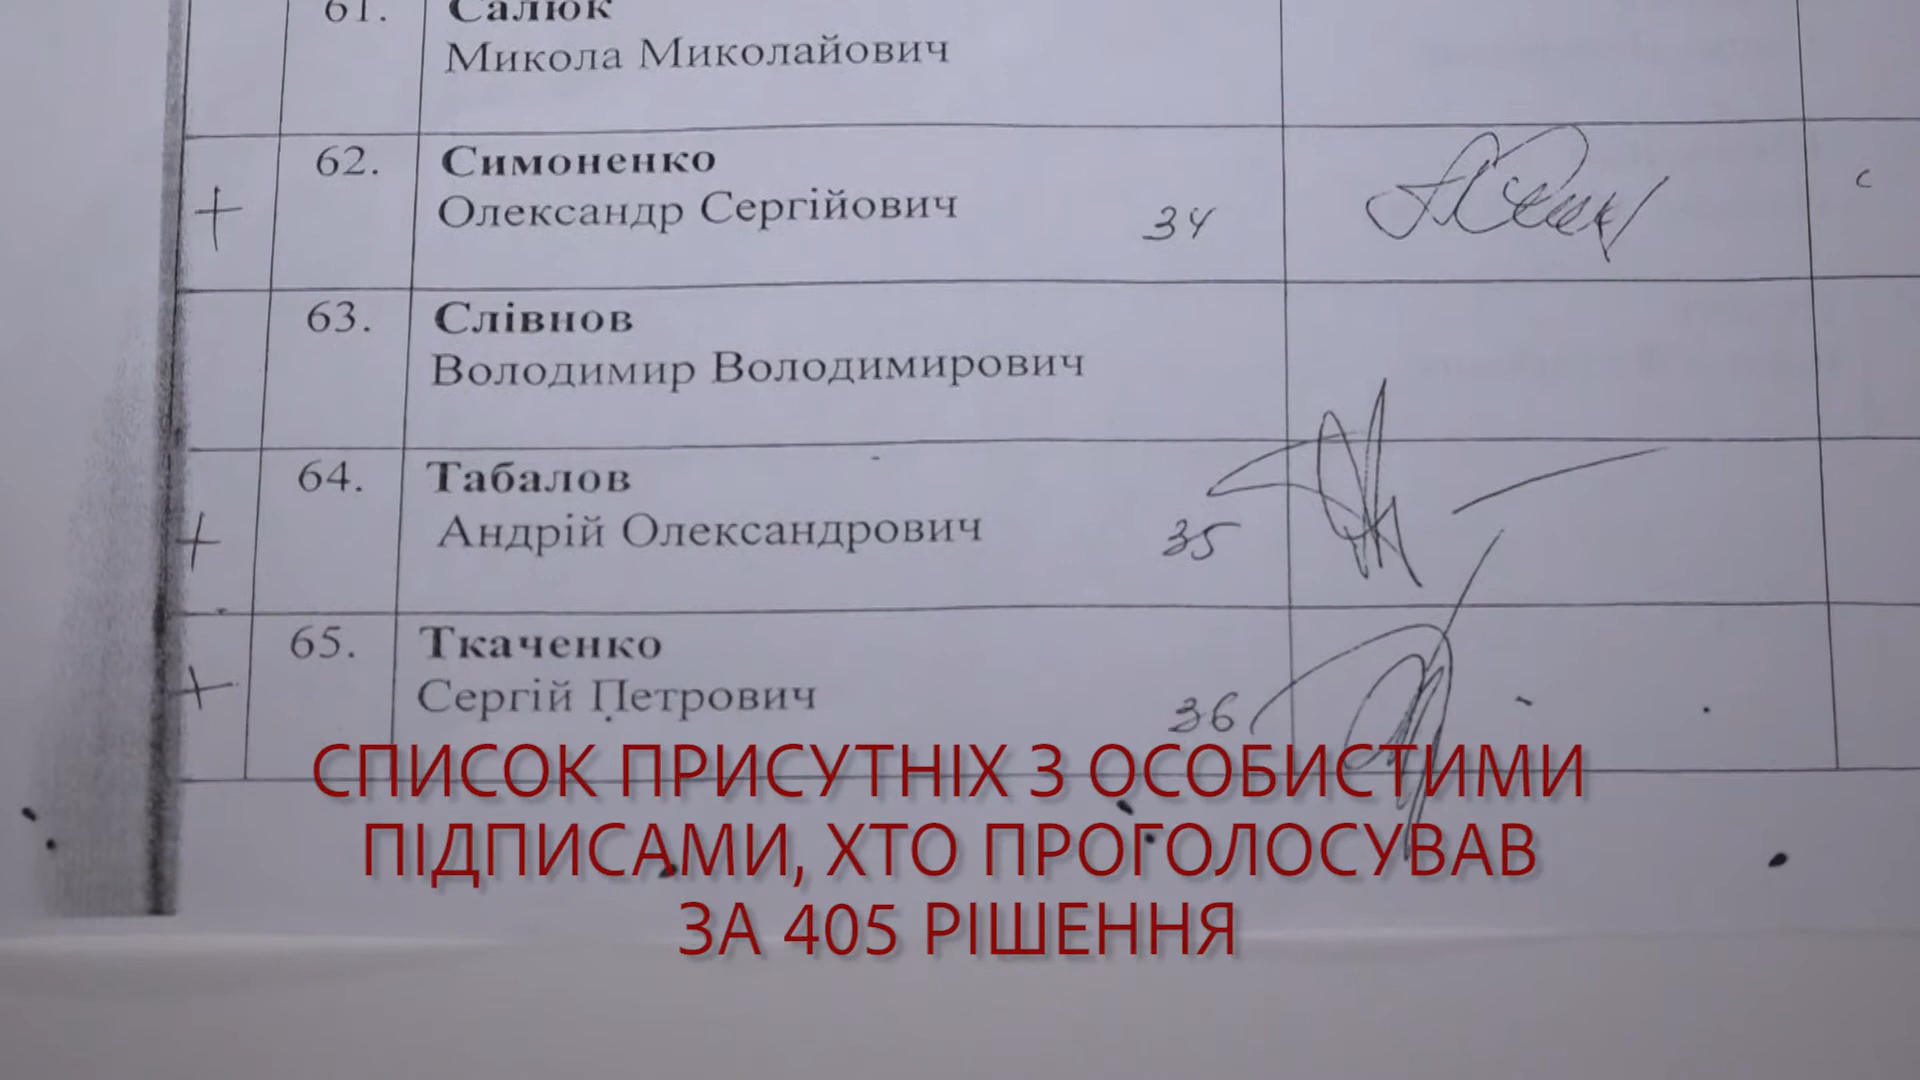 61. Салюк
Микола Миколайович
62. Симоненко
Олександр Сергійович 34
63. Слівнов
Володимир Володимирович
64. Табалов
Андрій Олександрович 35
65. Ткаченко
Сергій Петрович 36
СПИСОК ПРИСУТНІХ З ОСОБИСТИМИ
ПІДПИСАМИ, ХТО ПРОГОЛОСУВАВ
ЗА 405 РІШЕННЯ